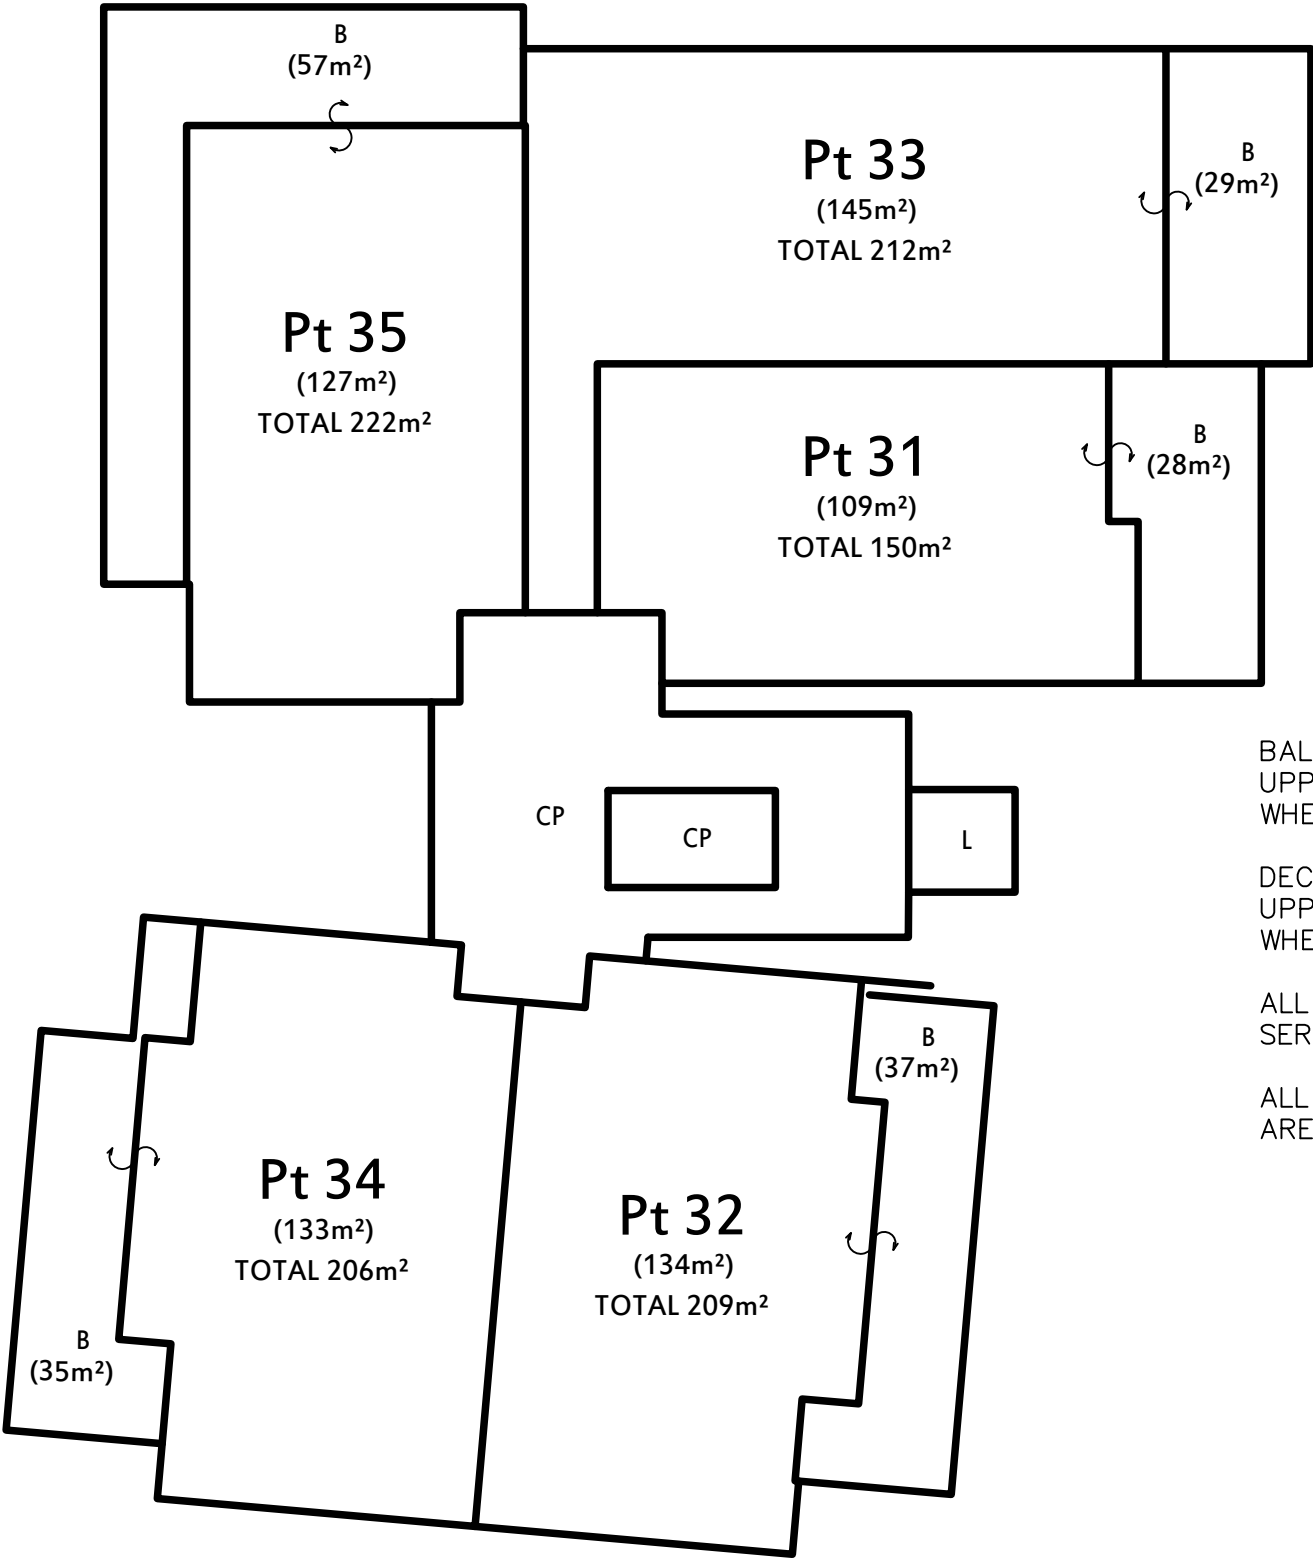 B
(57m²)
Pt 33
(145m²)
TOTAL 212m²
B
(29m²)
Pt 35
(127m²)
TOTAL 222m²
Pt 31
(109m²)
TOTAL 150m²
B
(28m²)
BAL
UPP
WHE
CP
CP
L
DEC
UPP
WHE
ALL
SER
B
(37m²)
ALL
ARE
Pt 34
(133m²)
TOTAL 206m²
Pt 32
(134m²)
TOTAL 209m²
B
(35m²)